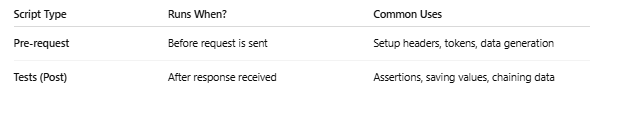 Script Type Runs When? Common Uses
Pre-request Before request is sent Setup headers, tokens, data generation
Tests (Post) After response received Assertions, saving values, chaining data